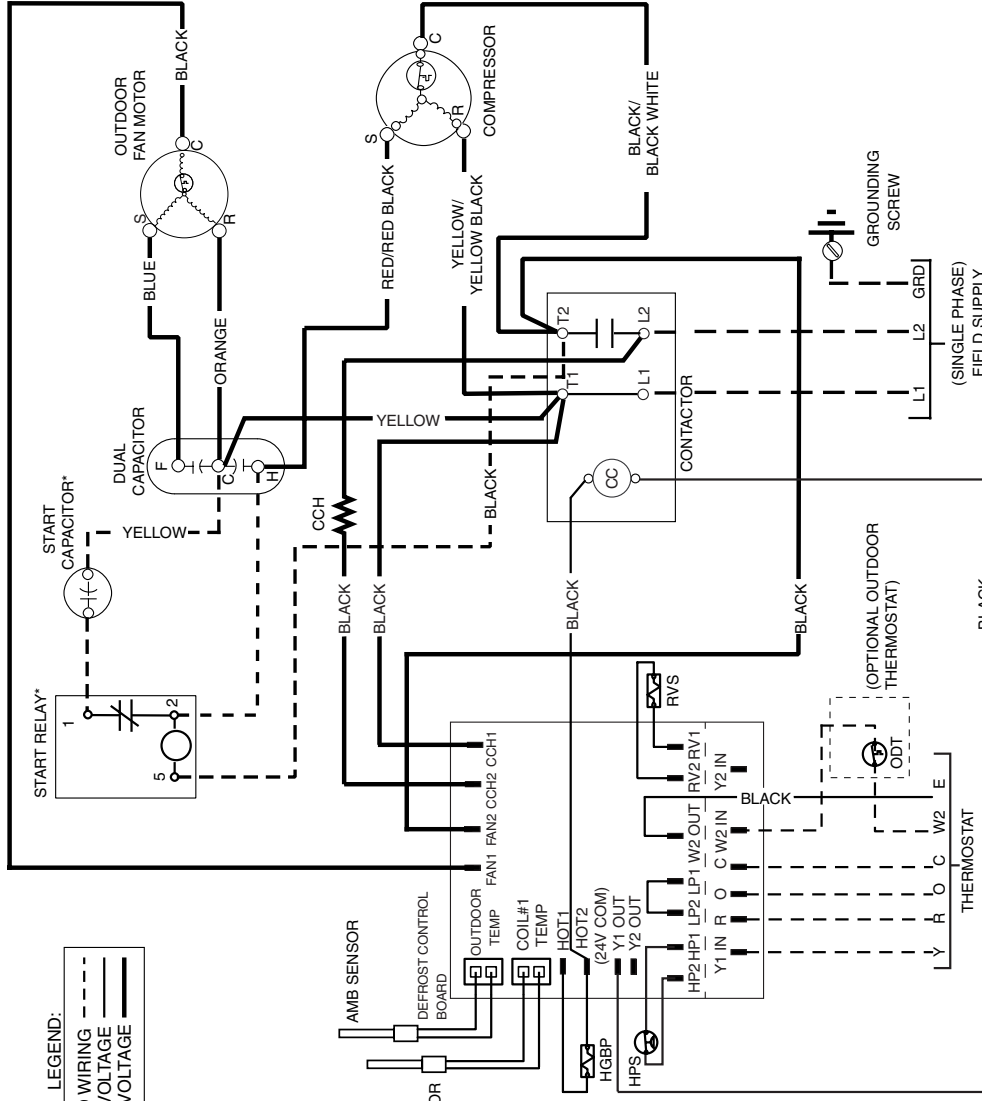 BLACK
OUTDOOR
FAN MOTOR
S
C
R
BLUE
ORANGE
DUAL
CAPACITOR
F
C
H
START
CAPACITOR*
YELLOW
START RELAY*
1
2
5
C
S
R
COMPRESSOR
RED/RED BLACK
YELLOW/
YELLOW BLACK
BLACK/
BLACK WHITE
GROUNDING
SCREW
GRD
L2
L1
(SINGLE PHASE)
FIELD SUPPLY
T2
L2
T1
L1
CONTACTOR
CC
YELLOW
CCH
BLACK
BLACK
BLACK
BLACK
BLACK
FAN1 FAN2 CCH2 CCH1
OUTDOOR
TEMP
COIL#1
TEMP
HOT1
HOT2
(24V COM)
Y1 OUT
Y2 OUT
HP2 HP1 LP2 LP1 W2 OUT RV2 RV1
Y1 IN R O C W2 IN Y2 IN
RVS
BLACK
(OPTIONAL OUTDOOR
THERMOSTAT)
ODT
BLACK
Y R O C W2 E
THERMOSTAT
AMB SENSOR
DEFROST CONTROL
BOARD
HGBP
HPS
LEGEND:
WIRING
VOLTAGE
VOLTAGE